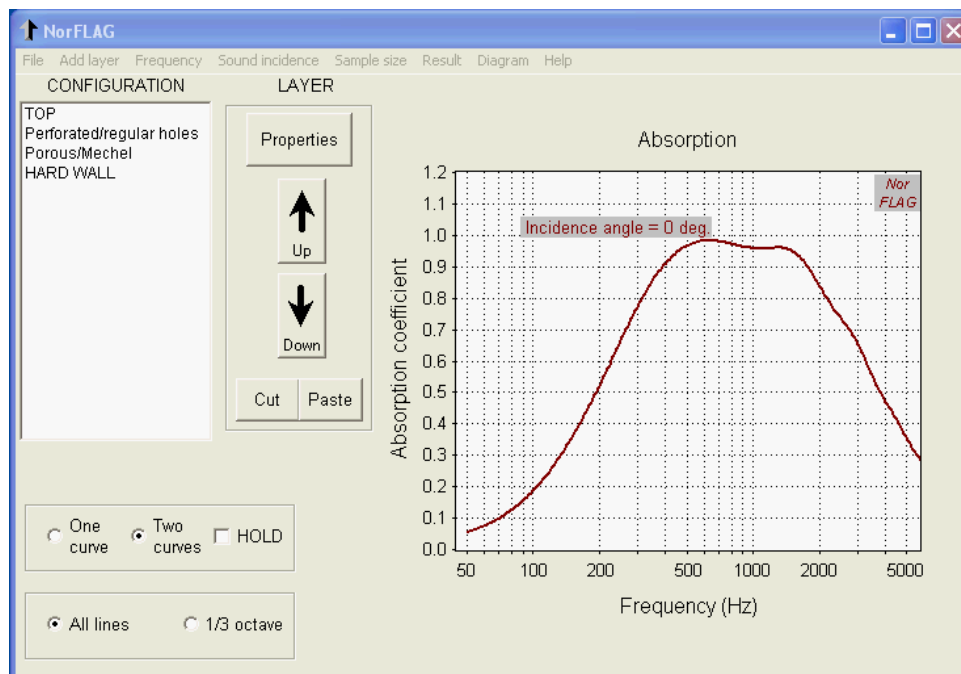 NorFLAG
File Add layer Frequency Sound incidence Sample size Result Diagram Help
CONFIGURATION
TOP
Perforated/regular holes
Porous/Mechel
HARD WALL
LAYER
Properties
Up
Down
Cut Paste
One
curve
Two
curves
HOLD
All lines
1/3 octave
Absorption
Nor
FLAG
Incidence angle = 0 deg.
Absorption coefficient
1.2
1.1
1.0
0.9
0.8
0.7
0.6
0.5
0.4
0.3
0.2
0.1
0.0
50 100 200 500 1000 2000 5000
Frequency (Hz)